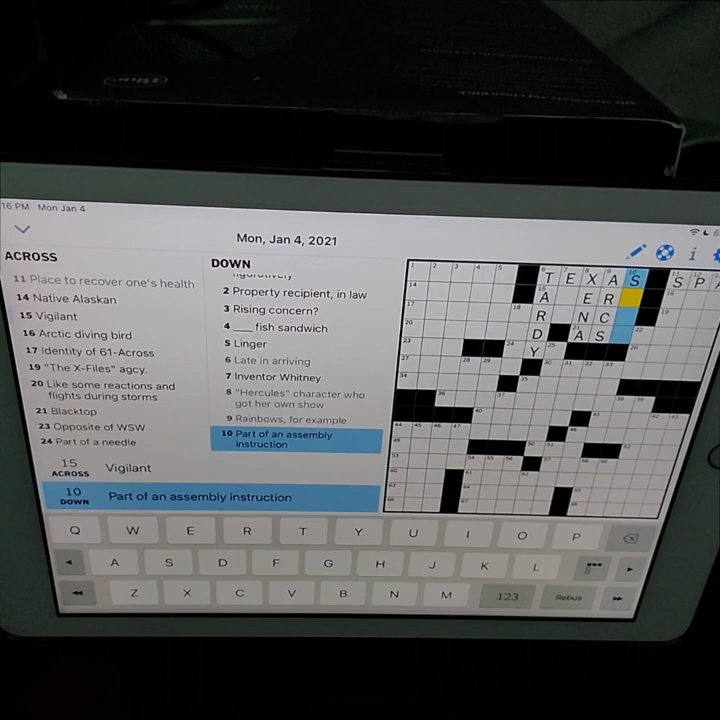 16 PM Mon Jan 4
Mon, Jan 4, 2021
ACROSS
11 Place to recover one's health
14 Native Alaskan
15 Vigilant
16 Arctic diving bird
17 Identity of 61-Across
19 "The X-Files" agcy.
20 Like some reactions and
flights during storms
21 Blacktop
23 Opposite of WSW
24 Part of a needle
15
ACROSS
Vigilant
10
DOWN
Part of an assembly instruction
DOWN
figuratively
2 Property recipient, in law
3 Rising concern?
4 ____ fish sandwich
5 Linger
6 Late in arriving
7 Inventor Whitney
8 "Hercules" character who
got her own show
9 Rainbows, for example
10 Part of an assembly
instruction
T E X A S S P A
A E R
R N C
D A S
Y
Q W E R T Y U I O P
A S D F G H J K L
Z X C V B N M 123 Rebus